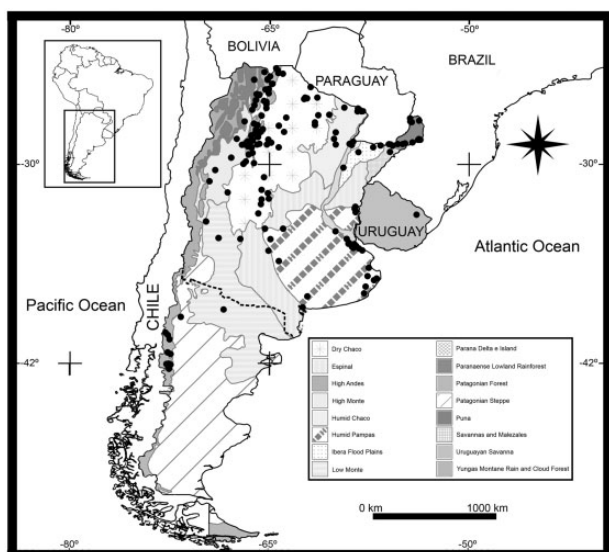 -80°
-65°
-50°
BOLIVIA
PARAGUAY
BRAZIL
-30°
-30°
URUGUAY
Atlantic Ocean
Pacific Ocean
CHILE
-42°
-42°
Dry Chaco
Espinal
High Andes
High Monte
Humid Chaco
Humid Pampas
Ibera Flood Plains
Low Monte
Parana Delta e Island
Paranaense Lowland Rainforest
Patagonian Forest
Patagonian Steppe
Puna
Savannas and Malezales
Uruguayan Savanna
Yungas Montane Rain and Cloud Forest
0 km
1000 km
-80°
-65°
-50°